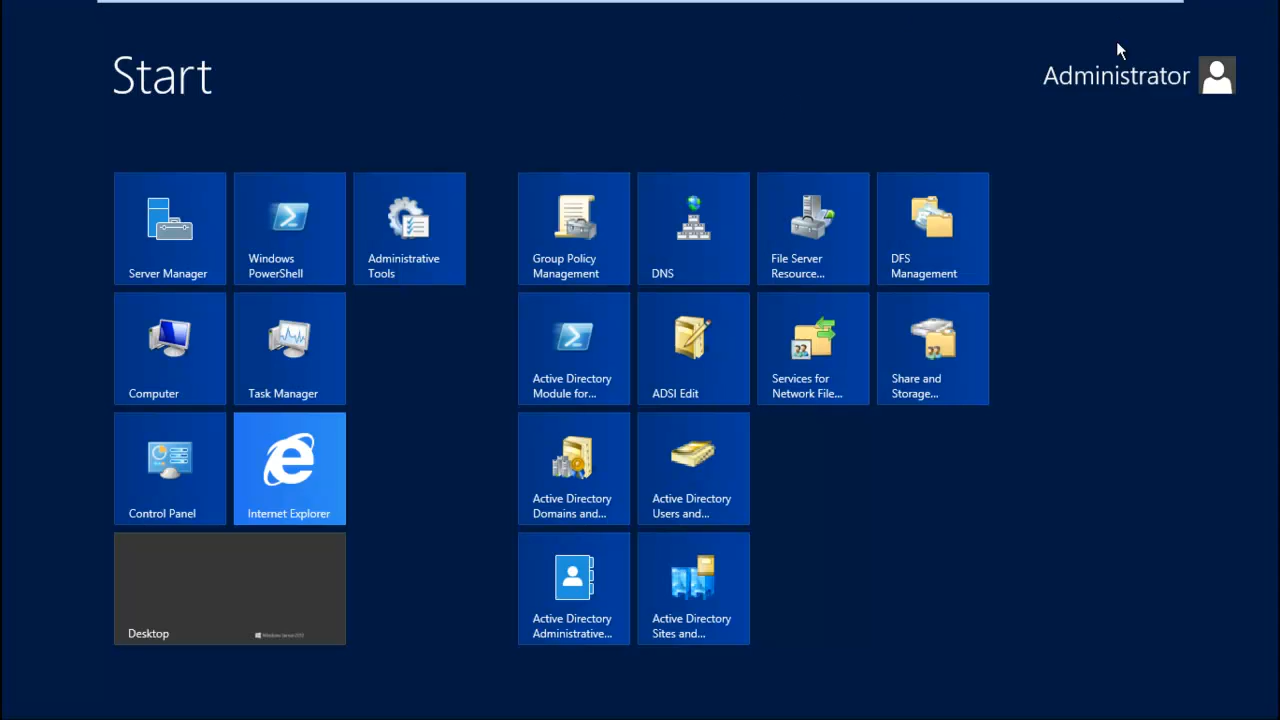 Start
Administrator
Server Manager
Windows
PowerShell
Administrative
Tools
Group Policy
Management
DNS
File Server
Resource...
DFS
Management
Computer
Task Manager
Active Directory
Module for...
ADSI Edit
Services for
Network File...
Share and
Storage...
Control Panel
Internet Explorer
Active Directory
Domains and...
Active Directory
Users and...
Desktop
Windows Server2012
Active Directory
Administrative...
Active Directory
Sites and...